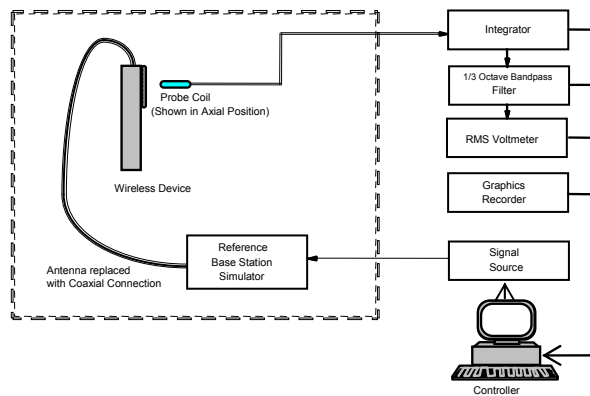 Integrator
1/3 Octave Bandpass
Filter
RMS Voltmeter
Graphics
Recorder
Signal
Source
Controller
Probe Coil
(Shown in Axial Position)
Wireless Device
Reference
Base Station
Simulator
Antenna replaced
with Coaxial Connection